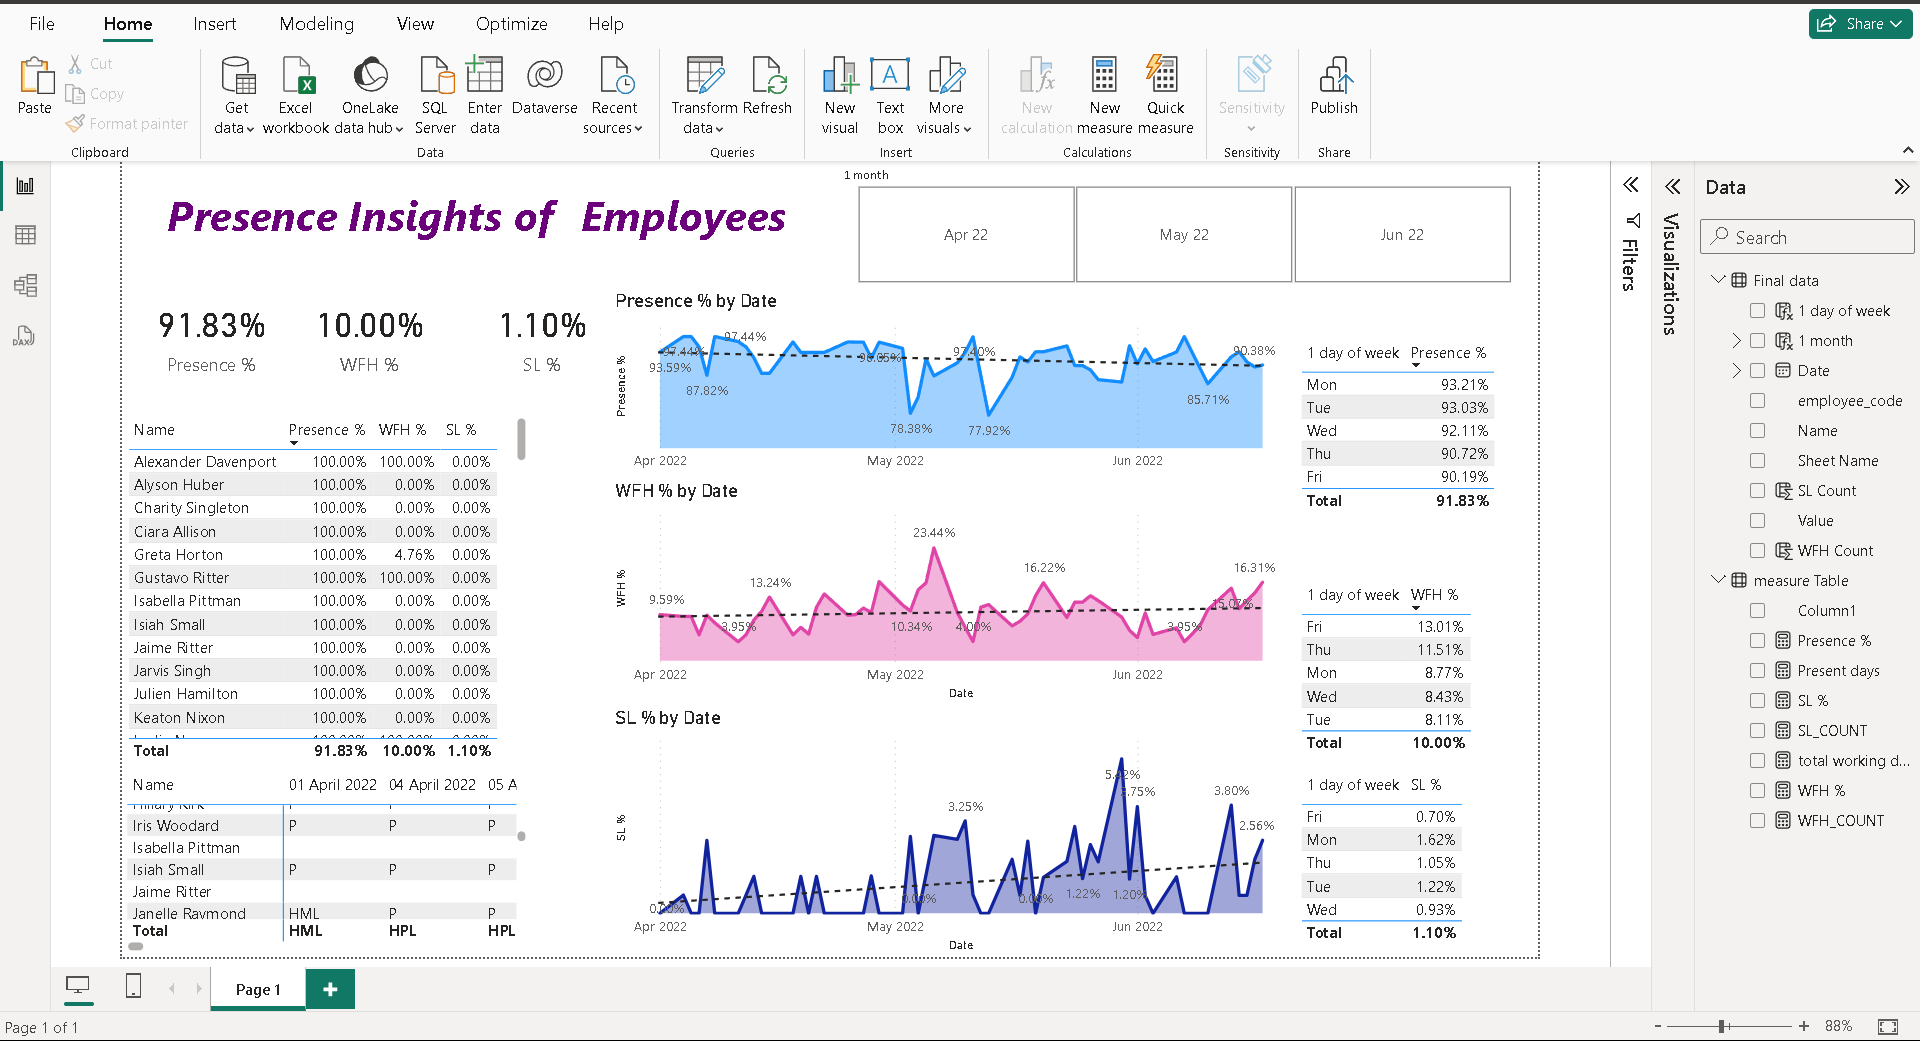 File Home Insert Modeling View Optimize Help Share
Paste Cut Copy Format painter
Get data Excel workbook OneLake data hub SQL Server Enter data Dataverse Recent sources
Transform data Refresh
New visual Text box More visuals
New calculation New measure Quick measure
Sensitivity Publish
Clipboard Data Queries Insert Calculations Sensitivity Share
Presence Insights of Employees
1 month
Apr 22 May 22 Jun 22
91.83% 10.00% 1.10%
Presence % WFH % SL %
Name Presence % WFH % SL %
Alexander Davenport 100.00% 100.00% 0.00%
Alyson Huber 100.00% 0.00% 0.00%
Charity Singleton 100.00% 0.00% 0.00%
Ciara Allison 100.00% 0.00% 0.00%
Greta Horton 100.00% 4.76% 0.00%
Gustavo Ritter 100.00% 100.00% 0.00%
Isabella Pittman 100.00% 0.00% 0.00%
Isiah Small 100.00% 0.00% 0.00%
Jaime Ritter 100.00% 0.00% 0.00%
Jarvis Singh 100.00% 0.00% 0.00%
Julien Hamilton 100.00% 0.00% 0.00%
Keaton Nixon 100.00% 0.00% 0.00%
Total 91.83% 10.00% 1.10%
Name 01 April 2022 04 April 2022 05 A
Iris Woodard P P P
Isabella Pittman
Isiah Small P P P
Jaime Ritter
Janelle Raymond HML P P
Total HML HPL HPL
Presence % by Date
Presence %
97.44% 97.44% 93.59% 87.82% 96.05% 78.38% 97.40% 77.92% 85.71% 90.38%
Apr 2022 May 2022 Jun 2022
WFH % by Date
WFH %
9.59% 3.95% 13.24% 10.34% 23.44% 4.00% 16.22% 3.95% 15.07% 16.31%
Apr 2022 May 2022 Jun 2022
Date
SL % by Date
SL %
0.00% 0.00% 3.25% 0.00% 1.22% 5.42% 1.20% 3.80% 2.56%
Apr 2022 May 2022 Jun 2022
Date
1 day of week Presence %
Mon 93.21%
Tue 93.03%
Wed 92.11%
Thu 90.72%
Fri 90.19%
Total 91.83%
1 day of week WFH %
Fri 13.01%
Thu 11.51%
Mon 8.77%
Wed 8.43%
Tue 8.11%
Total 10.00%
1 day of week SL %
Fri 0.70%
Mon 1.62%
Thu 1.05%
Tue 1.22%
Wed 0.93%
Total 1.10%
Filters
Visualizations
Data
Search
Final data
1 day of week
1 month
Date
employee_code
Name
Sheet Name
SL Count
Value
WFH Count
measure Table
Column1
Presence %
Present days
SL %
SL_COUNT
total working d...
WFH %
WFH_COUNT
Page 1
Page 1 of 1
88%